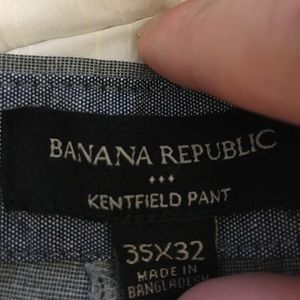 BANANA REPUBLIC
KENTFIELD PANT
35X32
MADE IN
BANGLADESH